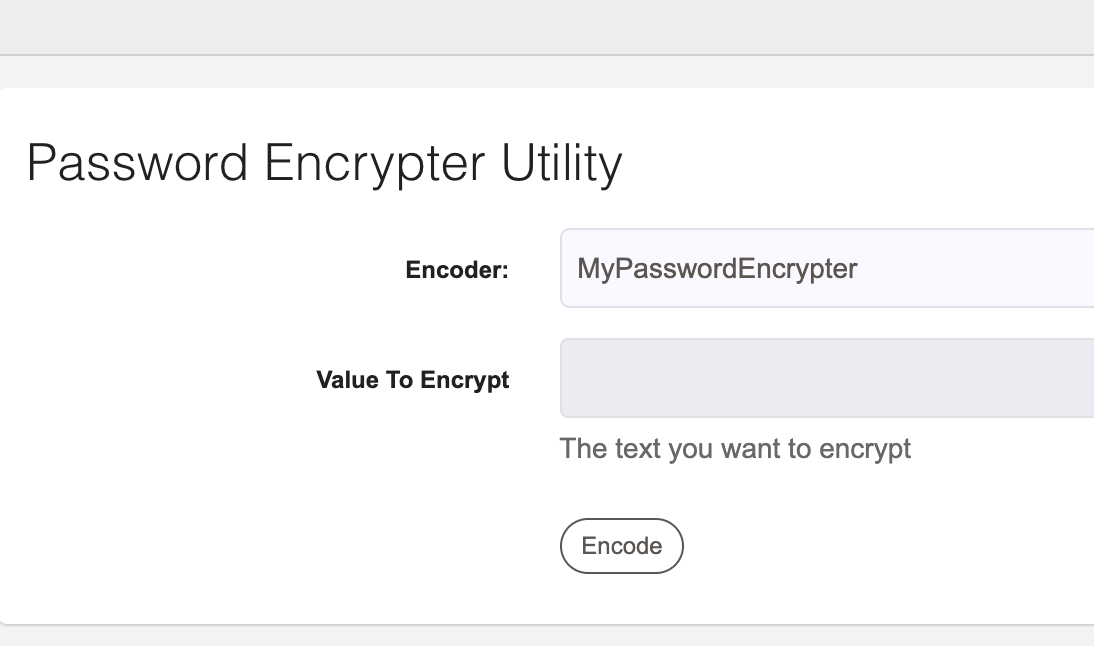 Password Encrypter Utility
Encoder: MyPasswordEncrypter
Value To Encrypt
The text you want to encrypt
Encode